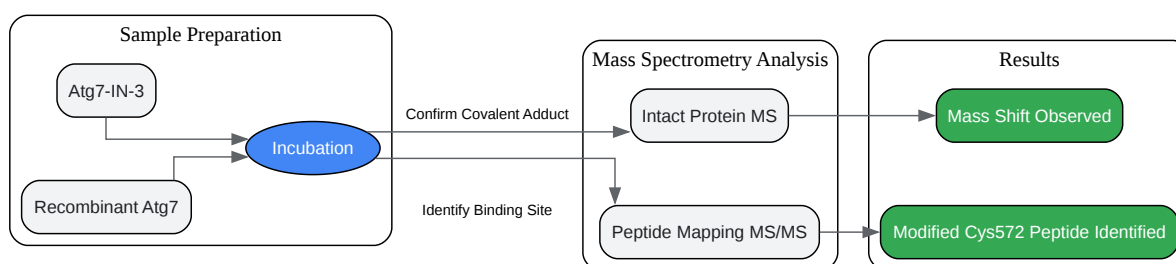 Sample Preparation
Atg7-IN-3
Recombinant Atg7
Incubation
Confirm Covalent Adduct
Identify Binding Site
Mass Spectrometry Analysis
Intact Protein MS
Peptide Mapping MS/MS
Results
Mass Shift Observed
Modified Cys572 Peptide Identified